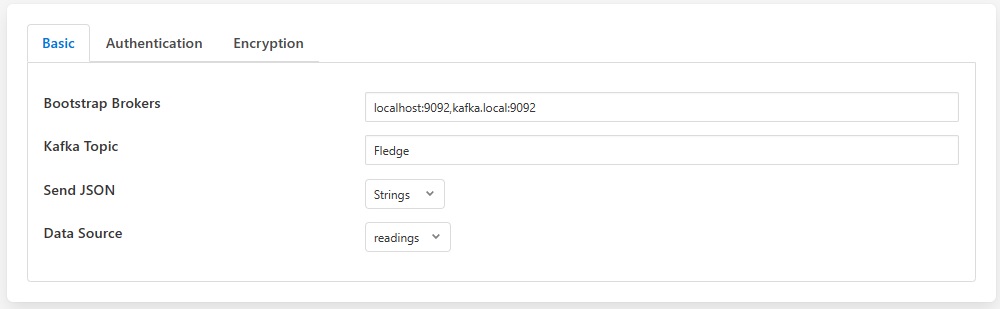 Basic Authentication Encryption
Bootstrap Brokers localhost:9092,kafka.local:9092
Kafka Topic Fledge
Send JSON Strings
Data Source readings